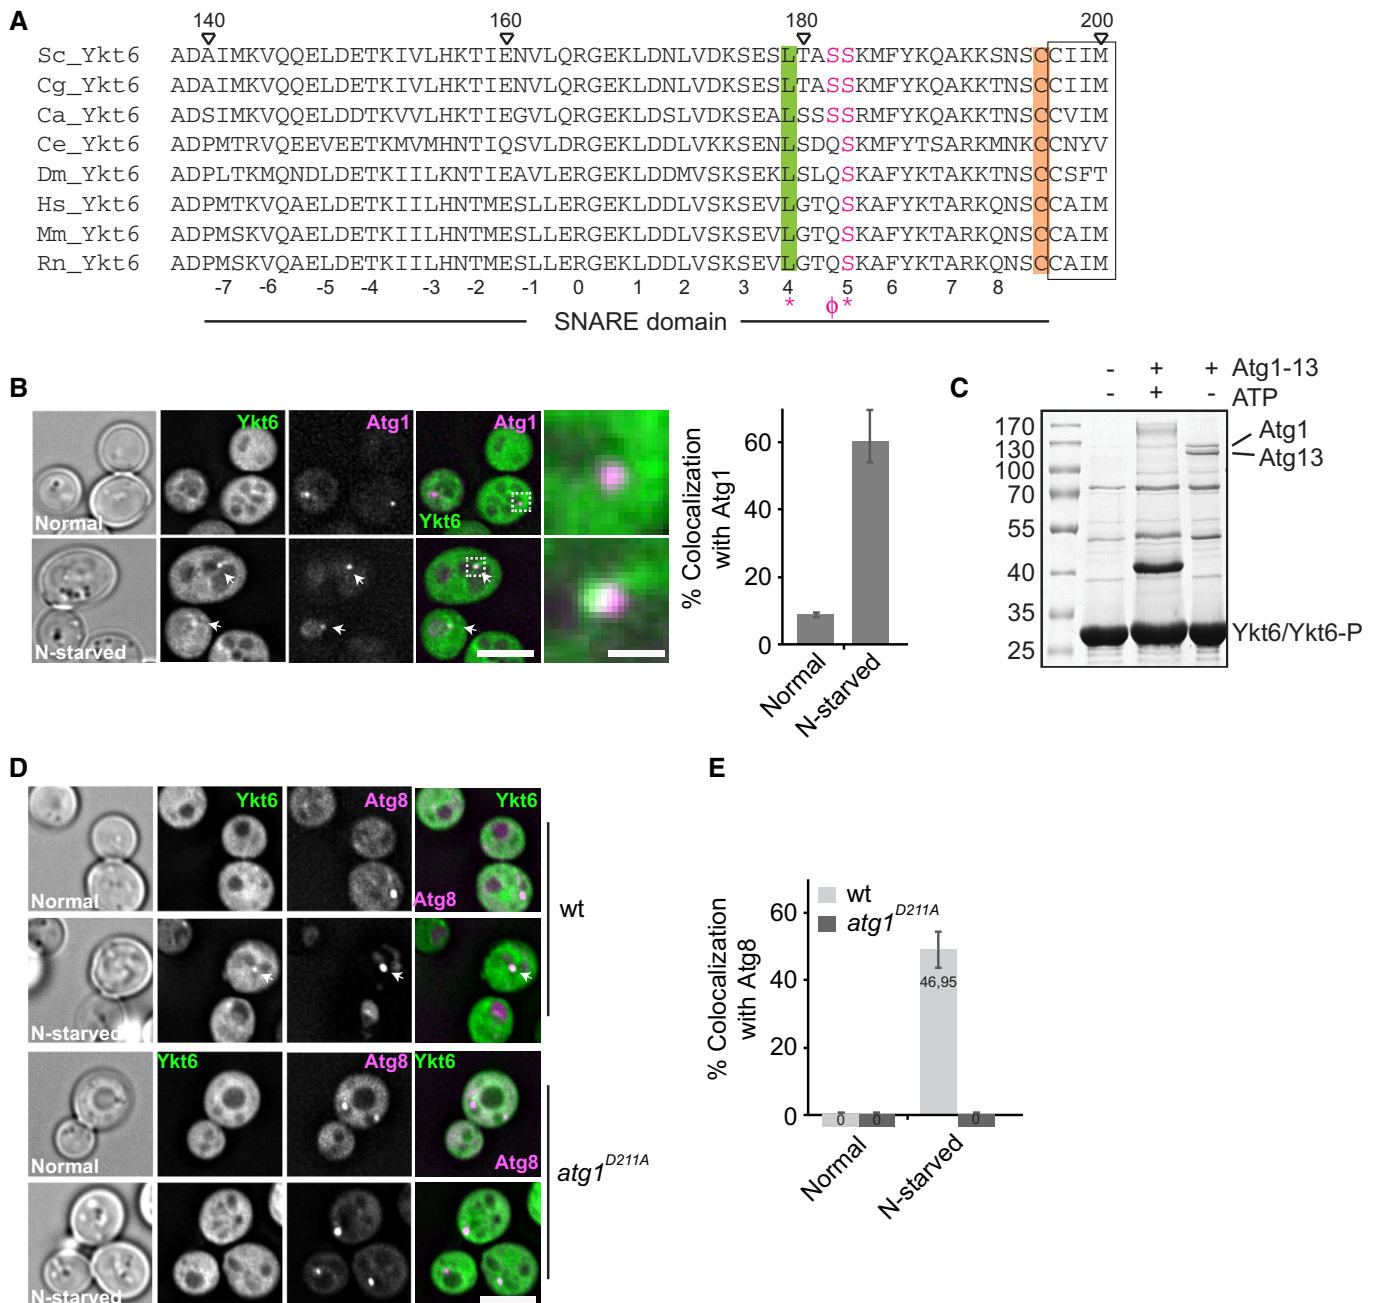 A
140 160 180 200
Sc_Ykt6 ADAIMKVQQELDETKIVLHKTIENVLQRGEKLDNLVDKSESLTASSKMFYKQAKKSNSCCIIM
Cg_Ykt6 ADAIMKVQQELDETKIVLHKTIENVLQRGEKLDNLVDKSESLTASSKMFYKQAKKTNSCCIIM
Ca_Ykt6 ADSIMKVQKELDDTKVVLHKTIEGVLQRGEKLDSLVDKSEALSSSSRMFYKQAKKTNSCCVIM
Ce_Ykt6 ADPMTRVQEEVEETKMVMHNTIQSVLDRGEKLDDLVKKSENLSDQSKMFYTSARKMNKCCNYV
Dm_Ykt6 ADPLTKMQNDLDETKIILKNTIEAVLERGEKLDDMVSKSEKLSLQSKAFYKTAKKTNSCCSFT
Hs_Ykt6 ADPMTKVQAELDETKIILHNTMESLLERGEKLDDLVSKSEVLGTQSKAFYKTARKQNSCCAIM
Mm_Ykt6 ADPMSKVQAELDETKIILHNTMESLLERGEKLDDLVSKSEVLGTQSKAFYKTARKQNSCCAIM
Rn_Ykt6 ADPMSKVQAELDETKIILHNTMESLLERGEKLDDLVSKSEVLGTQSKAFYKTARKQNSCCAIM
-7 -6 -5 -4 -3 -2 -1 0 1 2 3 4 5 6 7 8
* ϕ *
SNARE domain
B
Ykt6 Atg1 Atg1
Ykt6
Normal
N-starved
% Colocalization
with Atg1
60
40
20
0
Normal
N-starved
C
- + + Atg1-13
- + - ATP
170
130
100
70
55
40
35
25
Atg1
Atg13
Ykt6/Ykt6-P
D
Ykt6 Atg8 Ykt6
Normal Atg8
N-starved
wt
Ykt6 Atg8 Ykt6
Normal Atg8
N-starved
atg1D211A
E
wt
atg1D211A
% Colocalization
with Atg8
60
40
20
0
46,95
0 0 0
Normal
N-starved